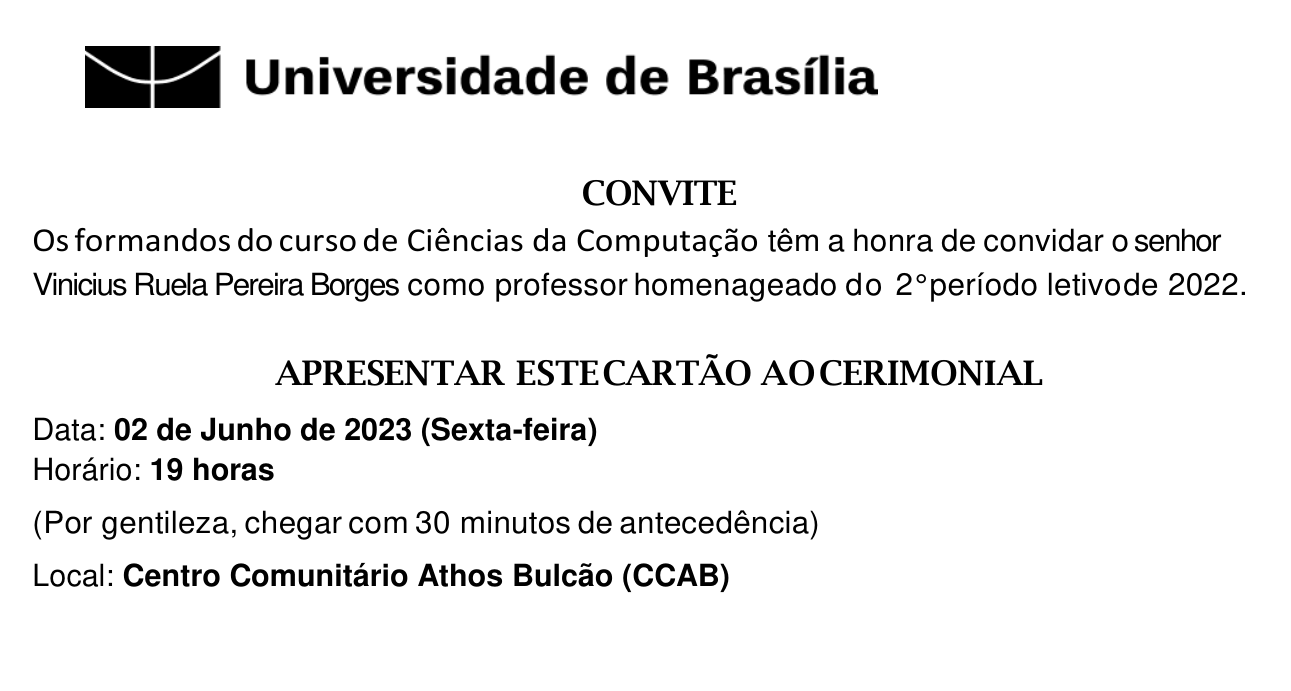 Universidade de Brasília
CONVITE
Os formandos do curso de Ciências da Computação têm a honra de convidar o senhor
Vinicius Ruela Pereira Borges como professor homenageado do 2°período letivode 2022.
APRESENTAR ESTE CARTÃO AO CERIMONIAL
Data: 02 de Junho de 2023 (Sexta-feira)
Horário: 19 horas
(Por gentileza, chegar com 30 minutos de antecedência)
Local: Centro Comunitário Athos Bulcão (CCAB)